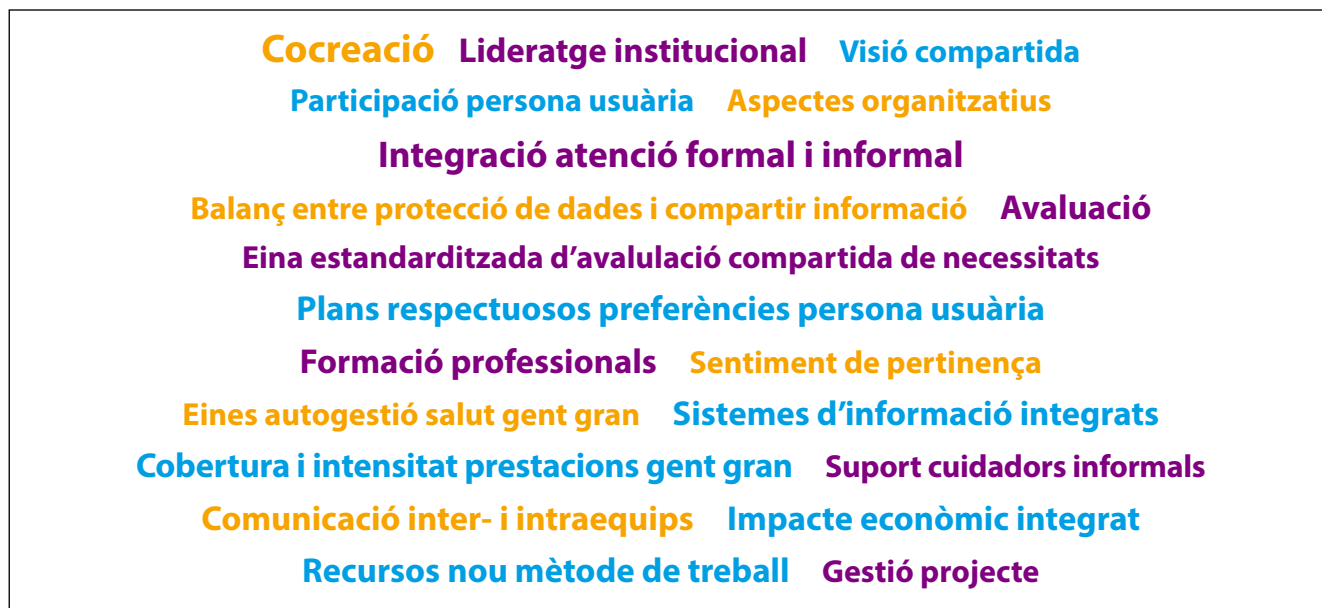 Cocreació Lideratge institucional Visió compartida
Participació persona usuària Aspectes organitzatius
Integració atenció formal i informal
Balanç entre protecció de dades i compartir informació Avaluació
Eina estandarditzada d’avalulació compartida de necessitats
Plans respectuosos preferències persona usuària
Formació professionals Sentiment de pertinença
Eines autogestió salut gent gran Sistemes d’informació integrats
Cobertura i intensitat prestacions gent gran Suport cuidadors informals
Comunicació inter- i intraequips Impacte econòmic integrat
Recursos nou mètode de treball Gestió projecte